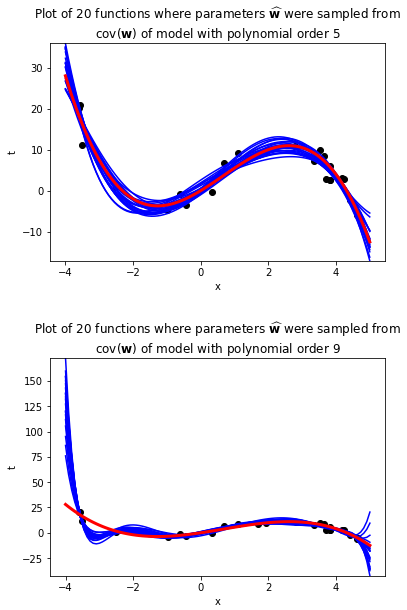 Plot of 20 functions where parameters ŵ were sampled from
cov(w) of model with polynomial order 5
30
20
10
0
−10
t
−4 −2 0 2 4
x
Plot of 20 functions where parameters ŵ were sampled from
cov(w) of model with polynomial order 9
150
125
100
75
50
25
0
−25
t
−4 −2 0 2 4
x